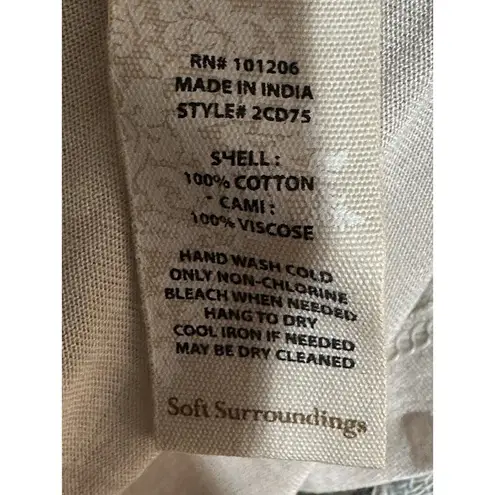 RN# 101206
MADE IN INDIA
STYLE# 2CD75
SHELL :
100% COTTON
CAMI :
100% VISCOSE
HAND WASH COLD
ONLY NON-CHLORINE
BLEACH WHEN NEEDED
HANG TO DRY
COOL IRON IF NEEDED
MAY BE DRY CLEANED
Soft Surroundings